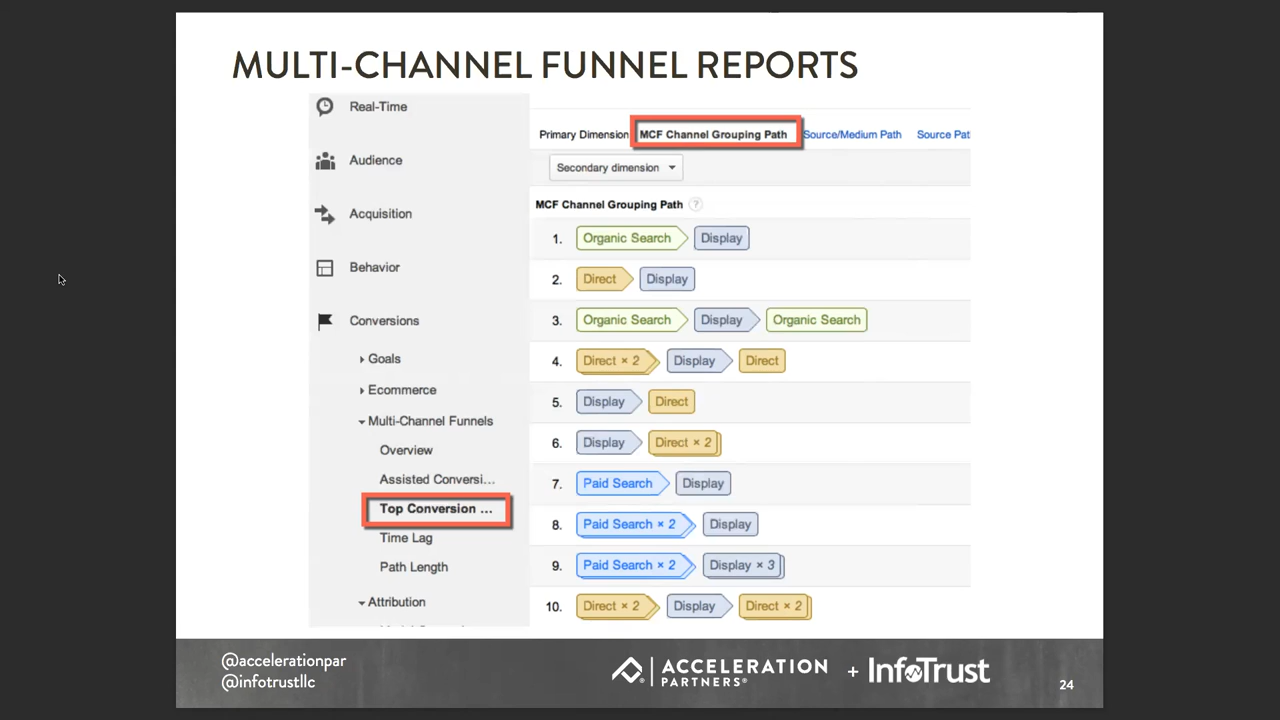 MULTI-CHANNEL FUNNEL REPORTS
Real-Time
Audience
Acquisition
Behavior
Conversions
Goals
Ecommerce
Multi-Channel Funnels
Overview
Assisted Conversi...
Top Conversion ...
Time Lag
Path Length
Attribution
Primary Dimension MCF Channel Grouping Path Source/Medium Path Source Pat
Secondary dimension
MCF Channel Grouping Path ?
1. Organic Search Display
2. Direct Display
3. Organic Search Display Organic Search
4. Direct × 2 Display Direct
5. Display Direct
6. Display Direct × 2
7. Paid Search Display
8. Paid Search × 2 Display
9. Paid Search × 2 Display × 3
10. Direct × 2 Display Direct × 2
@accelerationpar
@infotrustllc
ACCELERATION
PARTNERS®
+ InfoTrust
24